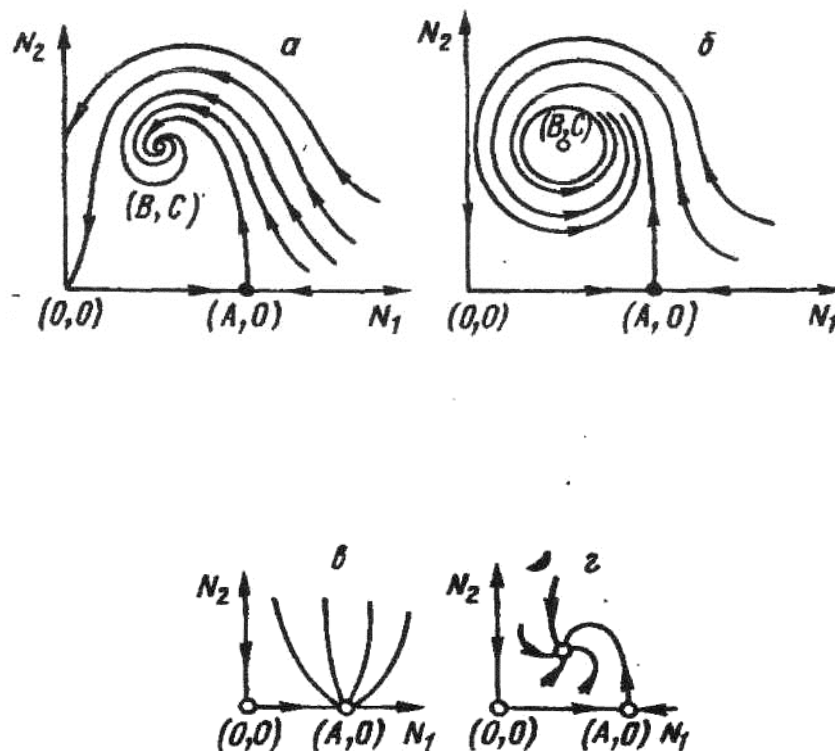 N₂
а
(B, C)
(0,0)
(A,0)
N₁
N₂
б
(B,C)
(0,0)
(A,0)
N₁
N₂
в
(0,0)
(A,0)
N₁
N₂
г
(0,0)
(A,0)
N₁